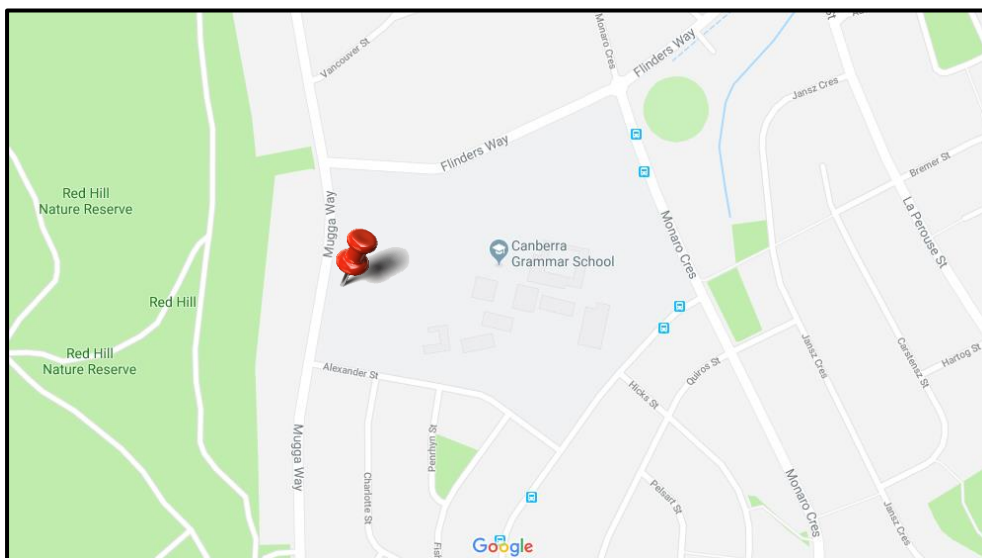 Vancouver St
Monaro Cres
Flinders Way
Jansz Cres
Flinders Way
Bremer St
Red Hill
Nature Reserve
Mugga Way
Monaro Cres
La Perouse St
Canberra
Grammar School
Red Hill
Red Hill
Nature Reserve
Alexander St
Quiros St
Jansz Cres
Carstensz St
Hartog St
Hicks St
Mugga Way
Penrhyn St
Charlotte St
Pelsart St
Monaro Cres
Jansz Cres
Fish
Google